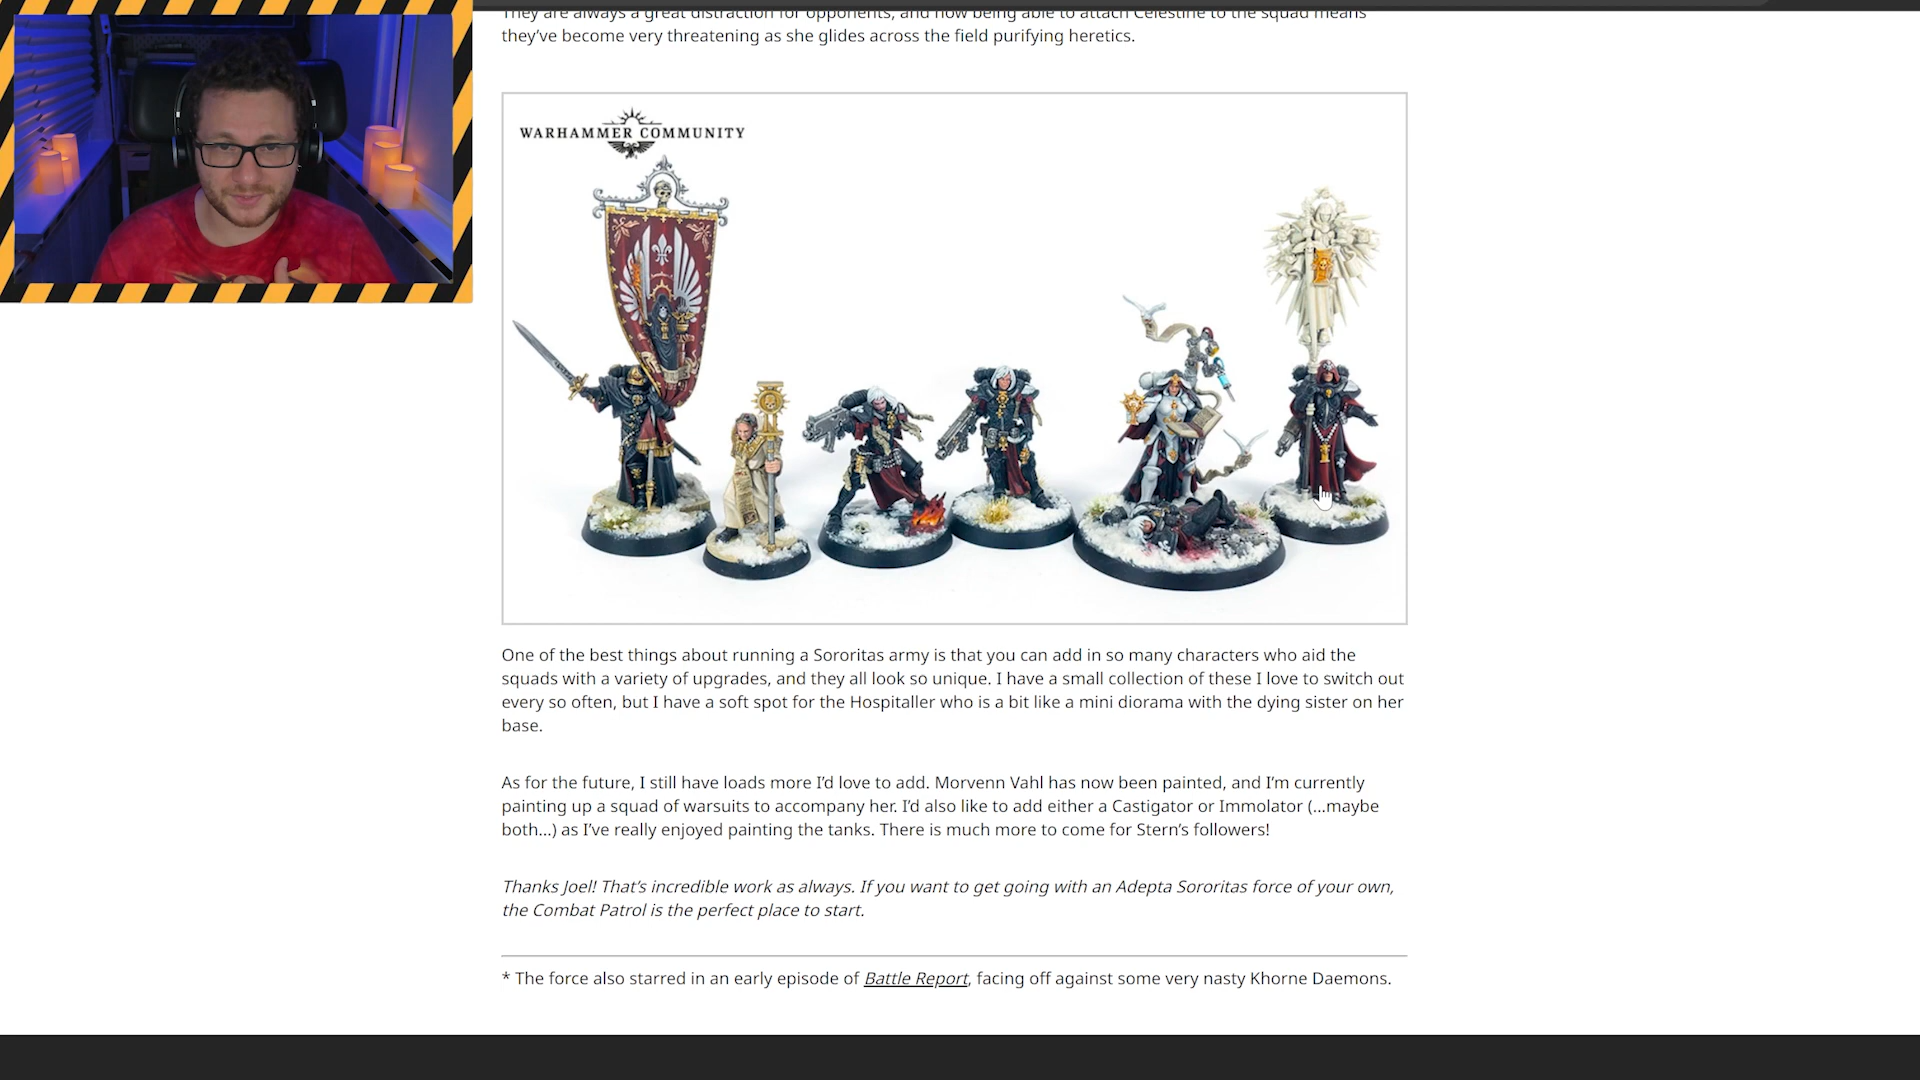 They are always a great distraction for opponents, and now being able to attach Celestine to the squad means
they've become very threatening as she glides across the field purifying heretics.
WARHAMMER COMMUNITY
One of the best things about running a Sororitas army is that you can add in so many characters who aid the
squads with a variety of upgrades, and they all look so unique. I have a small collection of these I love to switch out
every so often, but I have a soft spot for the Hospitaller who is a bit like a mini diorama with the dying sister on her
base.
As for the future, I still have loads more I'd love to add. Morvenn Vahl has now been painted, and I'm currently
painting up a squad of warsuits to accompany her. I'd also like to add either a Castigator or Immolator (...maybe
both...) as I've really enjoyed painting the tanks. There is much more to come for Stern's followers!
Thanks Joel! That's incredible work as always. If you want to get going with an Adepta Sororitas force of your own,
the Combat Patrol is the perfect place to start.
* The force also starred in an early episode of Battle Report, facing off against some very nasty Khorne Daemons.